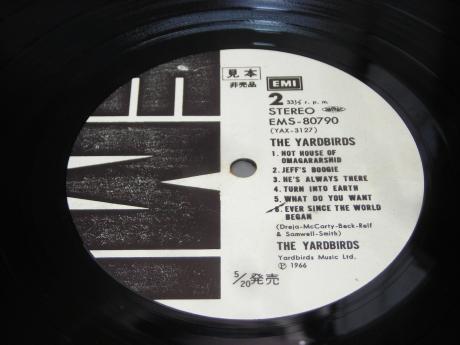 EMI
見本
非売品
EMI
2 33⅓ r. p. m.
STEREO
EMS-80790
(YAX-3127)
THE YARDBIRDS
1. HOT HOUSE OF
OMAGARARSHID
2. JEFF'S BOOGIE
3. HE'S ALWAYS THERE
4. TURN INTO EARTH
5. WHAT DO YOU WANT
6. EVER SINCE THE WORLD
BEGAN
(Dreja-McCarty-Beck-Relf
& Samwell-Smith)
THE YARDBIRDS
Yardbirds Music Ltd.
Ⓟ 1966
5/20発売